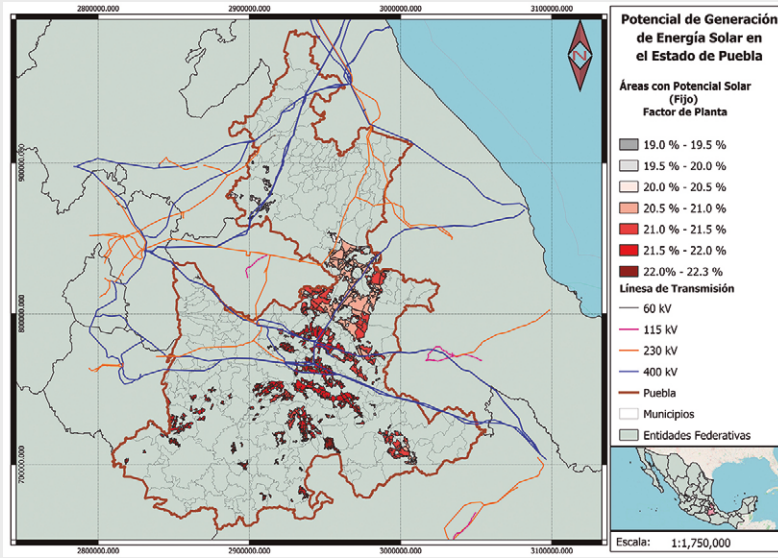 2800000.000
2900000.000
3000000.000
3100000.000
900000.000
800000.000
700000.000
2800000.000
2900000.000
3000000.000
3100000.000
N
Potencial de Generación
de Energía Solar en
el Estado de Puebla
Áreas con Potencial Solar
(Fijo)
Factor de Planta
19.0 % - 19.5 %
19.5 % - 20.0 %
20.0 % - 20.5 %
20.5 % - 21.0 %
21.0 % - 21.5 %
21.5 % - 22.0 %
22.0% - 22.3 %
Línesa de Transmisión
60 kV
115 kV
230 kV
400 kV
Puebla
Municipios
Entidades Federativas
Escala: 1:1,750,000